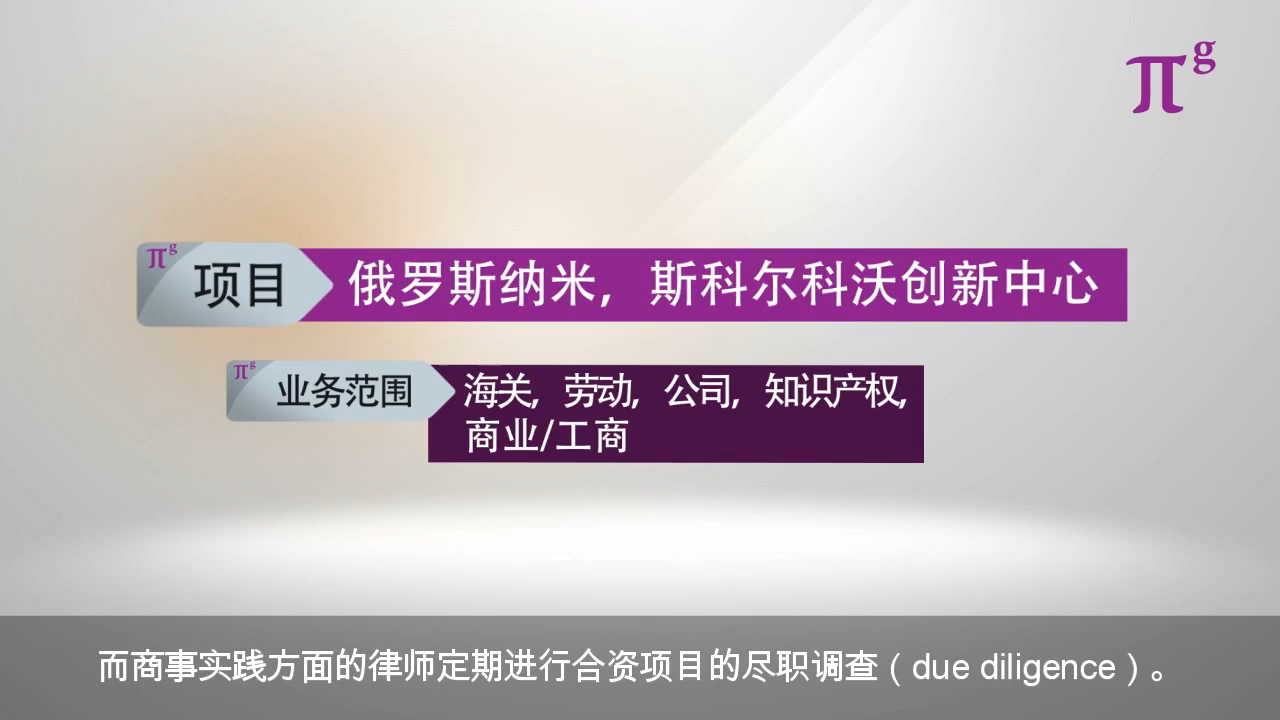 πg
πg
项目
俄罗斯纳米，斯科尔科沃创新中心
πg
业务范围
海关，劳动，公司，知识产权，
商业/工商
而商事实践方面的律师定期进行合资项目的尽职调查（due diligence）。